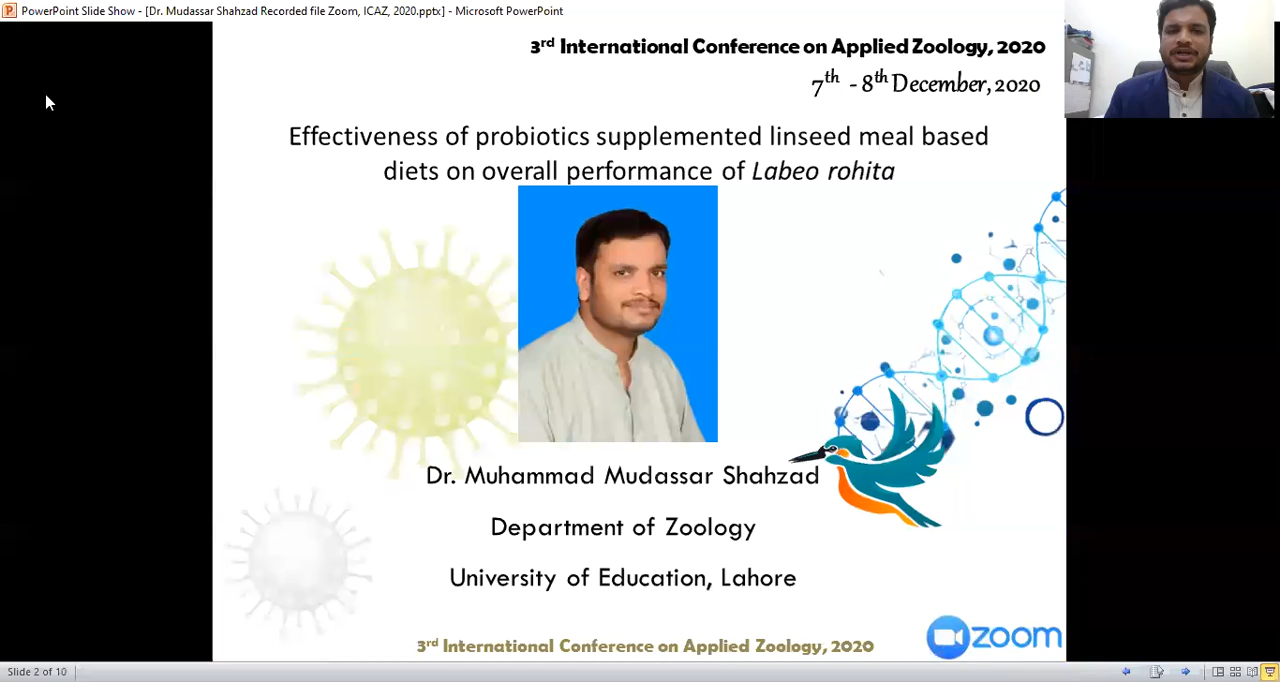 PowerPoint Slide Show - [Dr. Mudassar Shahzad Recorded file Zoom, ICAZ, 2020.pptx] - Microsoft PowerPoint
3rd International Conference on Applied Zoology, 2020
7th - 8th December, 2020
Effectiveness of probiotics supplemented linseed meal based
diets on overall performance of Labeo rohita
Dr. Muhammad Mudassar Shahzad
Department of Zoology
University of Education, Lahore
3rd International Conference on Applied Zoology, 2020
zoom
Slide 2 of 10